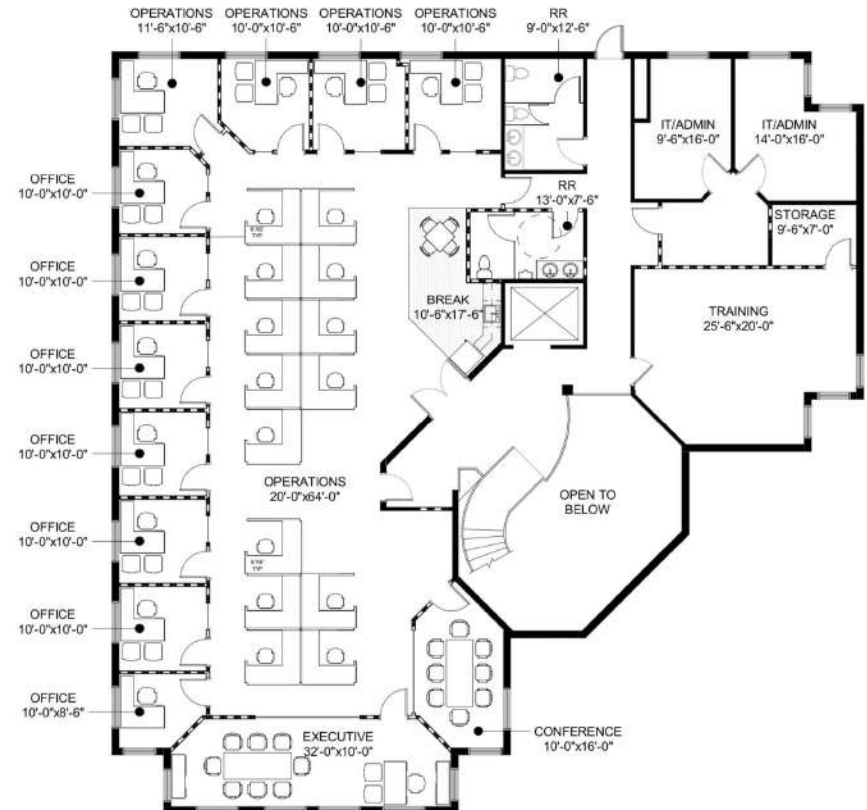 OPERATIONS
11'-6"x10'-6"
OPERATIONS
10'-0"x10'-6"
OPERATIONS
10'-0"x10'-6"
OPERATIONS
10'-0"x10'-6"
RR
9'-0"x12'-6"
IT/ADMIN
9'-6"x16'-0"
IT/ADMIN
14'-0"x16'-0"
OFFICE
10'-0"x10'-0"
RR
13'-0"x7'-6"
STORAGE
9'-6"x7'-0"
OFFICE
10'-0"x10'-0"
BREAK
10'-6"x17'-6"
TRAINING
25'-6"x20'-0"
OFFICE
10'-0"x10'-0"
OFFICE
10'-0"x10'-0"
OPERATIONS
20'-0"x64'-0"
OPEN TO
BELOW
OFFICE
10'-0"x10'-0"
OFFICE
10'-0"x10'-0"
OFFICE
10'-0"x8'-6"
EXECUTIVE
32'-0"x10'-0"
CONFERENCE
10'-0"x16'-0"